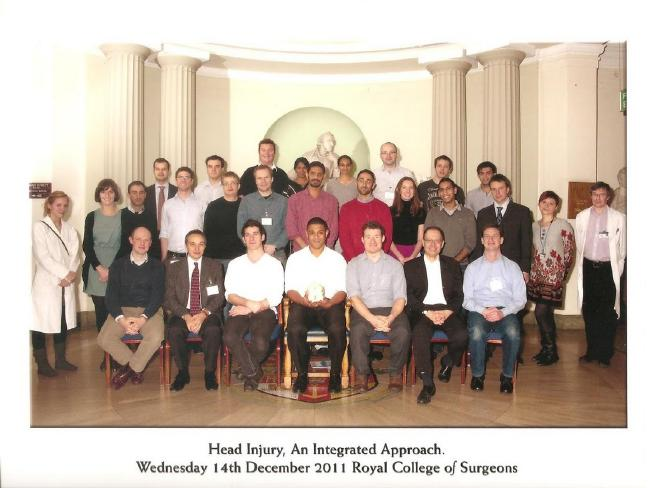 Head Injury, An Integrated Approach.
Wednesday 14th December 2011 Royal College of Surgeons